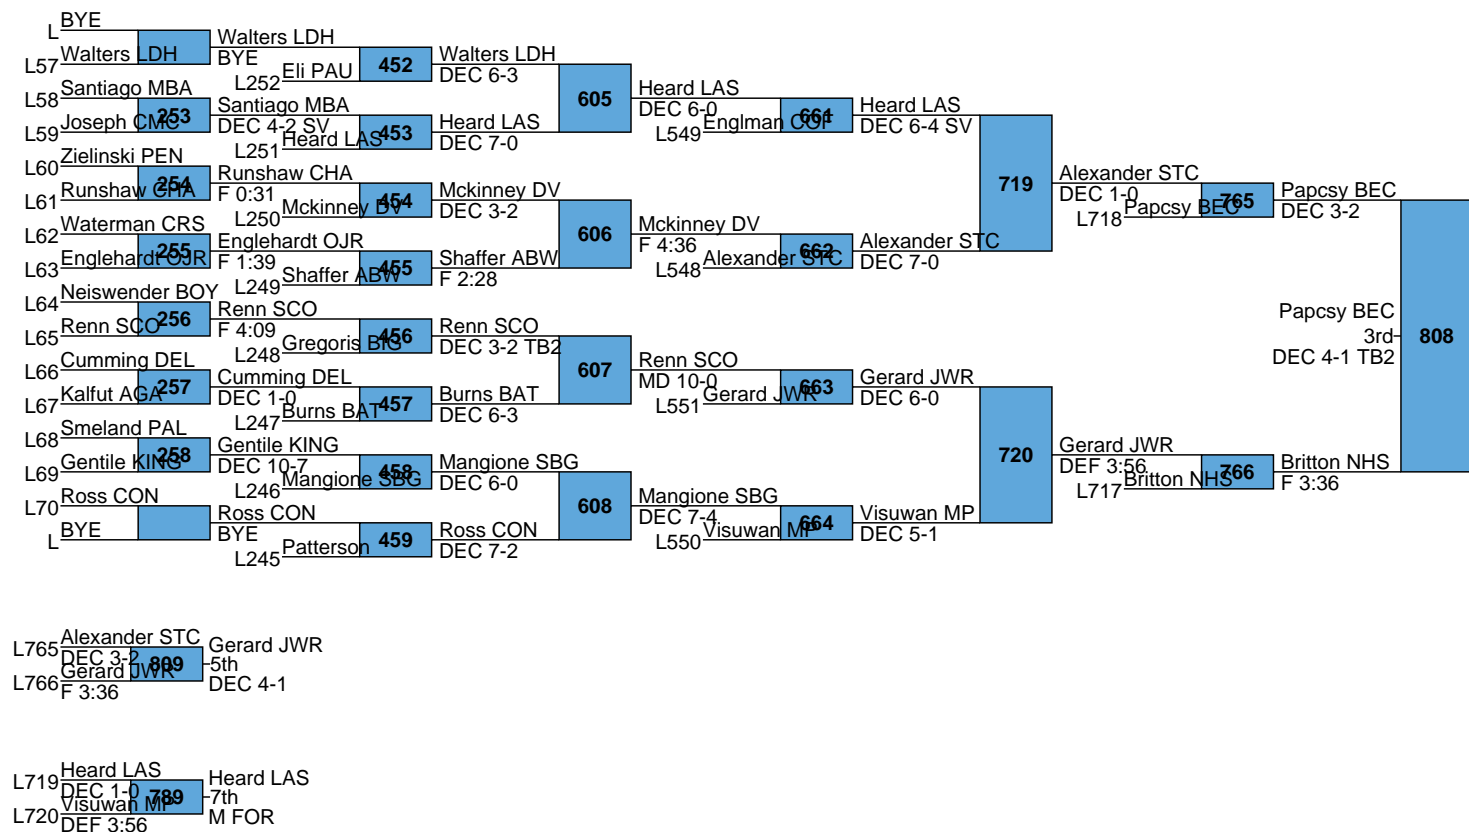 BYE
L
Walters LDH
L57
Walters LDH
BYE
Santiago MBA
L58
253
Joseph CMC
L59
Santiago MBA
DEC 4-2 SV
Zielinski PEN
L60
254
Runshaw CHA
L61
Runshaw CHA
F 0:31
Waterman CRS
L62
255
Englehardt OJR
L63
Englehardt OJR
F 1:39
Neiswender BOY
L64
256
Renn SCO
L65
Renn SCO
F 4:09
Cumming DEL
L66
257
Kalfut AGA
L67
Cumming DEL
DEC 1-0
Smeland PAL
L68
258
Gentile KING
L69
Gentile KING
DEC 10-7
Ross CON
L70
BYE
L
Ross CON
BYE
L252
Eli PAU
452
Walters LDH
DEC 6-3
L251
Heard LAS
453
Heard LAS
DEC 7-0
L250
Mckinney DV
454
Mckinney DV
DEC 3-2
L249
Shaffer ABW
455
Shaffer ABW
F 2:28
L248
Gregoris BIG
456
Renn SCO
DEC 3-2 TB2
L247
Burns BAT
457
Burns BAT
DEC 6-3
L246
Mangione SBG
458
Mangione SBG
DEC 6-0
L245
Patterson
459
Ross CON
DEC 7-2
605
Heard LAS
DEC 6-0
606
Mckinney DV
F 4:36
607
Renn SCO
MD 10-0
608
Mangione SBG
DEC 7-4
L549
Englman COF
661
Heard LAS
DEC 6-4 SV
L548
Alexander STC
662
Alexander STC
DEC 7-0
L551
Gerard JWR
663
Gerard JWR
DEC 6-0
L550
Visuwan MP
664
Visuwan MP
DEC 5-1
719
Alexander STC
DEC 1-0
720
Gerard JWR
DEF 3:56
L718
Papcsy BEC
765
Papcsy BEC
DEC 3-2
L717
Britton NHS
766
Britton NHS
F 3:36
808
Papcsy BEC
3rd
DEC 4-1 TB2
L765
Alexander STC
DEC 3-2
809
L766
Gerard JWR
F 3:36
Gerard JWR
5th
DEC 4-1
L719
Heard LAS
DEC 1-0
789
L720
Visuwan MP
DEF 3:56
Heard LAS
7th
M FOR